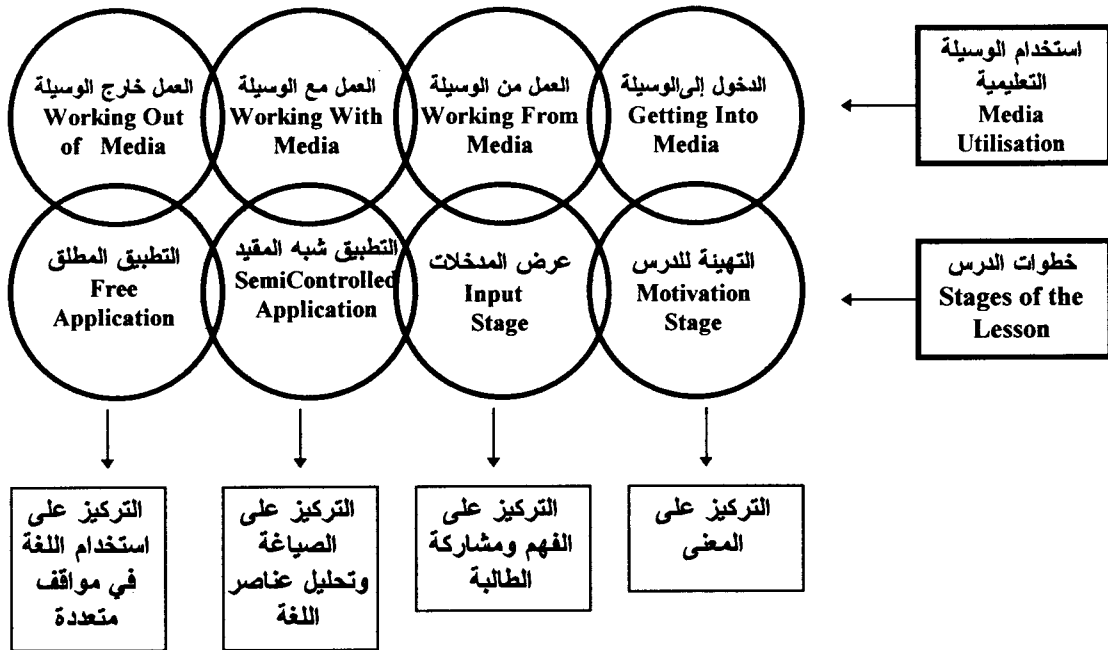 استخدام الوسيلة
التعليمية
Media
Utilisation
الدخول إلى الوسيلة
Getting Into
Media
العمل من الوسيلة
Working From
Media
العمل مع الوسيلة
Working With
Media
العمل خارج الوسيلة
Working Out
of Media
خطوات الدرس
Stages of the
Lesson
التهيئة للدرس
Motivation
Stage
عرض المدخلات
Input
Stage
التطبيق شبه المقيد
SemiControlled
Application
التطبيق المطلق
Free
Application
التركيز على
المعنى
التركيز على
الفهم ومشاركة
الطالبة
التركيز على
الصياغة
وتحليل عناصر
اللغة
التركيز على
استخدام اللغة
في مواقف
متعددة